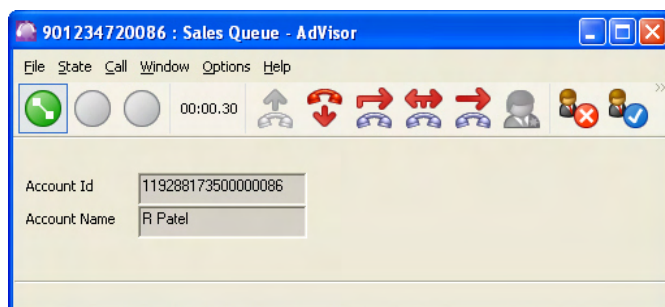 901234720086 : Sales Queue - AdVisor
File State Call Window Options Help
00:00.30
Account Id 119288173500000086
Account Name R Patel